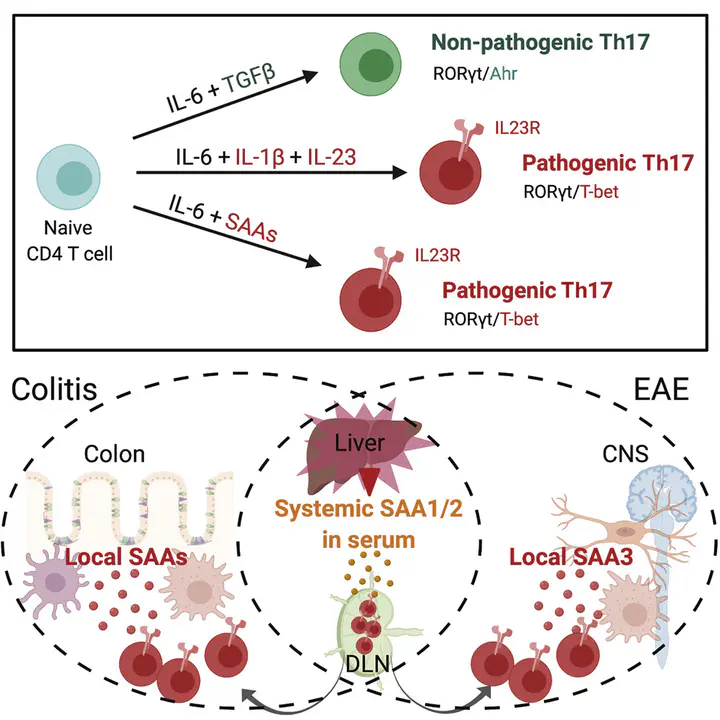 Non-pathogenic Th17
RORγt/Ahr
IL-6 + TGFβ
IL23R
IL-6 + IL-1β + IL-23
Pathogenic Th17
RORγt/T-bet
Naive
CD4 T cell
IL-6 + SAAs
IL23R
Pathogenic Th17
RORγt/T-bet
Colitis
EAE
Colon
Liver
CNS
Systemic SAA1/2
in serum
Local SAAs
Local SAA3
DLN